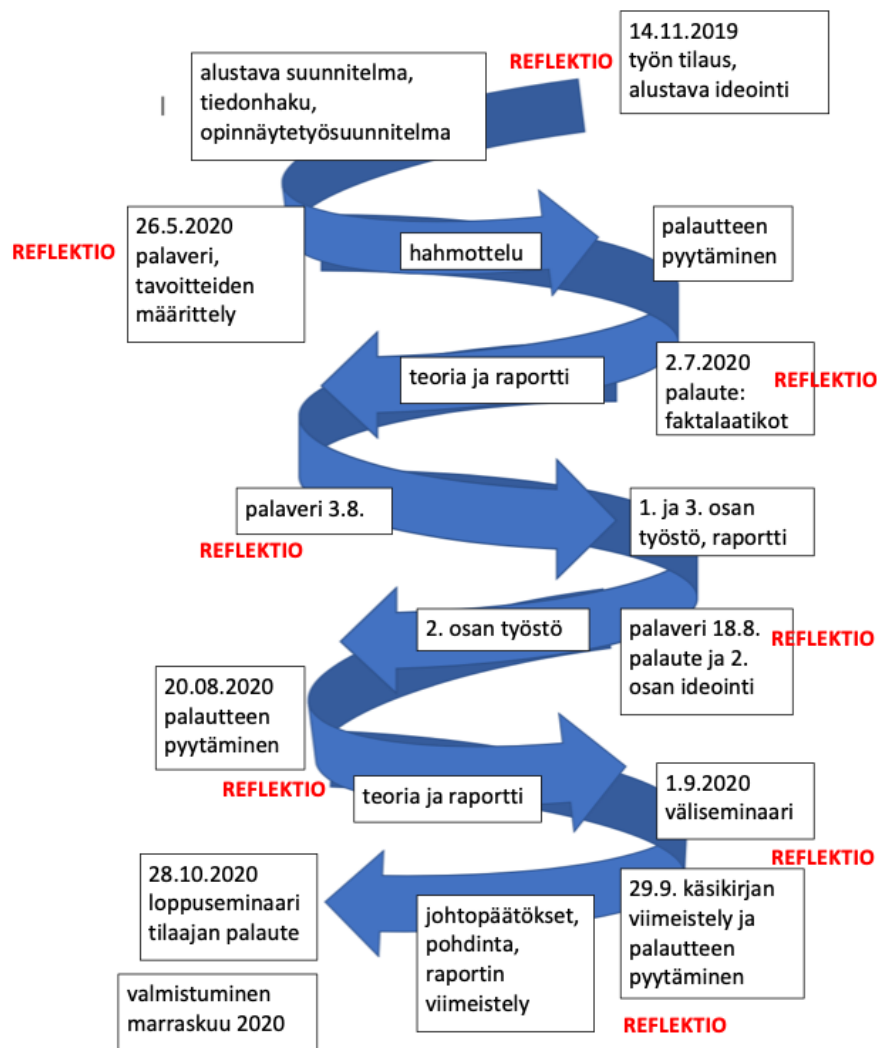 14.11.2019
työn tilaus,
alustava ideointi
REFLEKTIO
alustava suunnitelma,
tiedonhaku,
opinnäytetyösuunnitelma
REFLEKTIO
26.5.2020
palaveri,
tavoitteiden
määrittely
hahmottelu
palautteen
pyytäminen
2.7.2020
palaute:
faktalaatikot
REFLEKTIO
teoria ja raportti
palaveri 3.8.
REFLEKTIO
1. ja 3. osan
työstö, raportti
palaveri 18.8.
palaute ja 2.
osan ideointi
REFLEKTIO
2. osan työstö
20.08.2020
palautteen
pyytäminen
REFLEKTIO
teoria ja raportti
1.9.2020
väliseminaari
REFLEKTIO
29.9. käsikirjan
viimeistely ja
palautteen
pyytäminen
REFLEKTIO
johtopäätökset,
pohdinta,
raportin
viimeistely
28.10.2020
loppuseminaari
tilaajan palaute
valmistuminen
marraskuu 2020